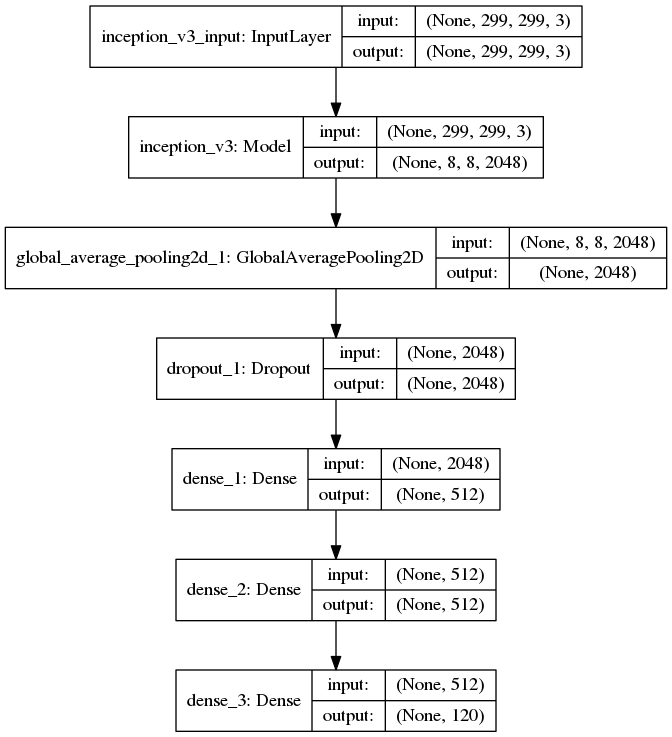 inception_v3_input: InputLayer
input:
(None, 299, 299, 3)
output:
(None, 299, 299, 3)
inception_v3: Model
input:
(None, 299, 299, 3)
output:
(None, 8, 8, 2048)
global_average_pooling2d_1: GlobalAveragePooling2D
input:
(None, 8, 8, 2048)
output:
(None, 2048)
dropout_1: Dropout
input:
(None, 2048)
output:
(None, 2048)
dense_1: Dense
input:
(None, 2048)
output:
(None, 512)
dense_2: Dense
input:
(None, 512)
output:
(None, 512)
dense_3: Dense
input:
(None, 512)
output:
(None, 120)